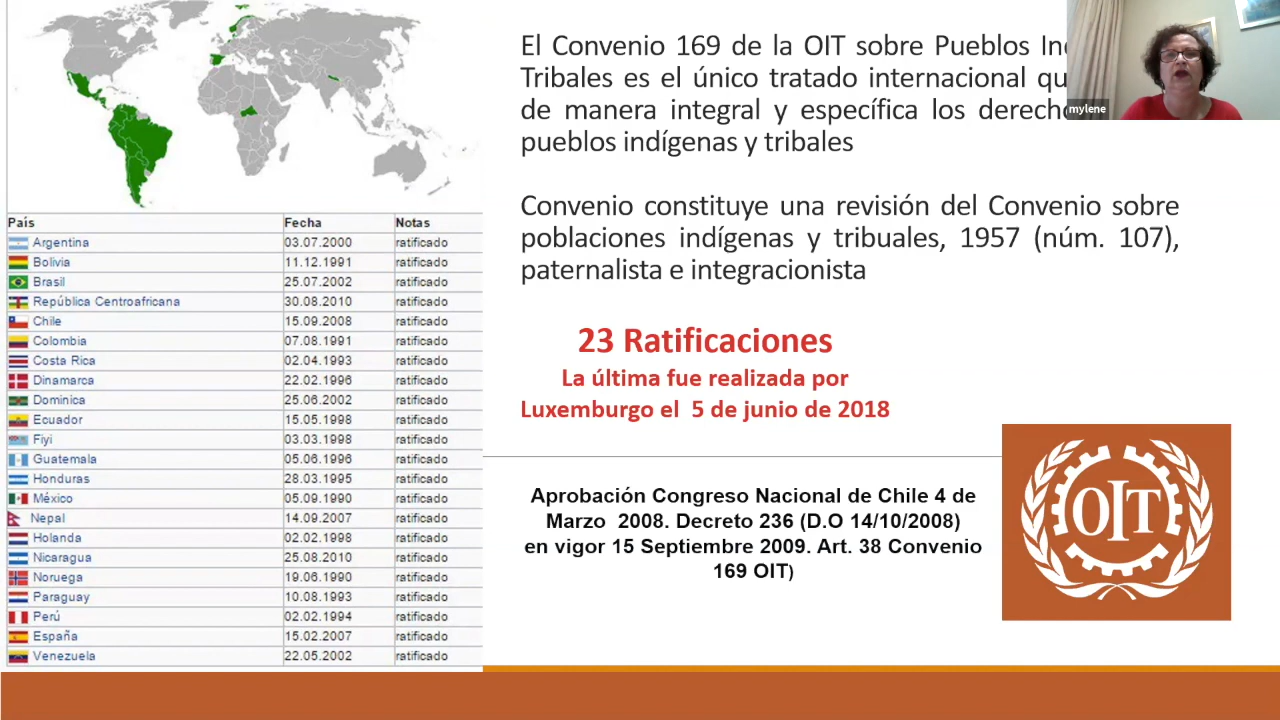 El Convenio 169 de la OIT sobre Pueblos
Tribales es el único tratado internacional
de manera integral y específica los
pueblos indígenas y tribales
mylene
Convenio constituye una revisión del Convenio sobre
poblaciones indígenas y tribuales, 1957 (núm. 107),
paternalista e integracionista
23 Ratificaciones
La última fue realizada por
Luxemburgo el 5 de junio de 2018
Aprobación Congreso Nacional de Chile 4 de
Marzo 2008. Decreto 236 (D.O 14/10/2008)
en vigor 15 Septiembre 2009. Art. 38 Convenio
169 OIT)
OIT
País Fecha Notas
Argentina 03.07.2000 ratificado
Bolivia 11.12.1991 ratificado
Brasil 25.07.2002 ratificado
República Centroafricana 30.08.2010 ratificado
Chile 15.09.2008 ratificado
Colombia 07.08.1991 ratificado
Costa Rica 02.04.1993 ratificado
Dinamarca 22.02.1996 ratificado
Dominica 25.06.2002 ratificado
Ecuador 15.05.1998 ratificado
Fiyi 03.03.1998 ratificado
Guatemala 05.06.1996 ratificado
Honduras 28.03.1995 ratificado
México 05.09.1990 ratificado
Nepal 14.09.2007 ratificado
Holanda 02.02.1998 ratificado
Nicaragua 25.08.2010 ratificado
Noruega 19.06.1990 ratificado
Paraguay 10.08.1993 ratificado
Perú 02.02.1994 ratificado
España 15.02.2007 ratificado
Venezuela 22.05.2002 ratificado